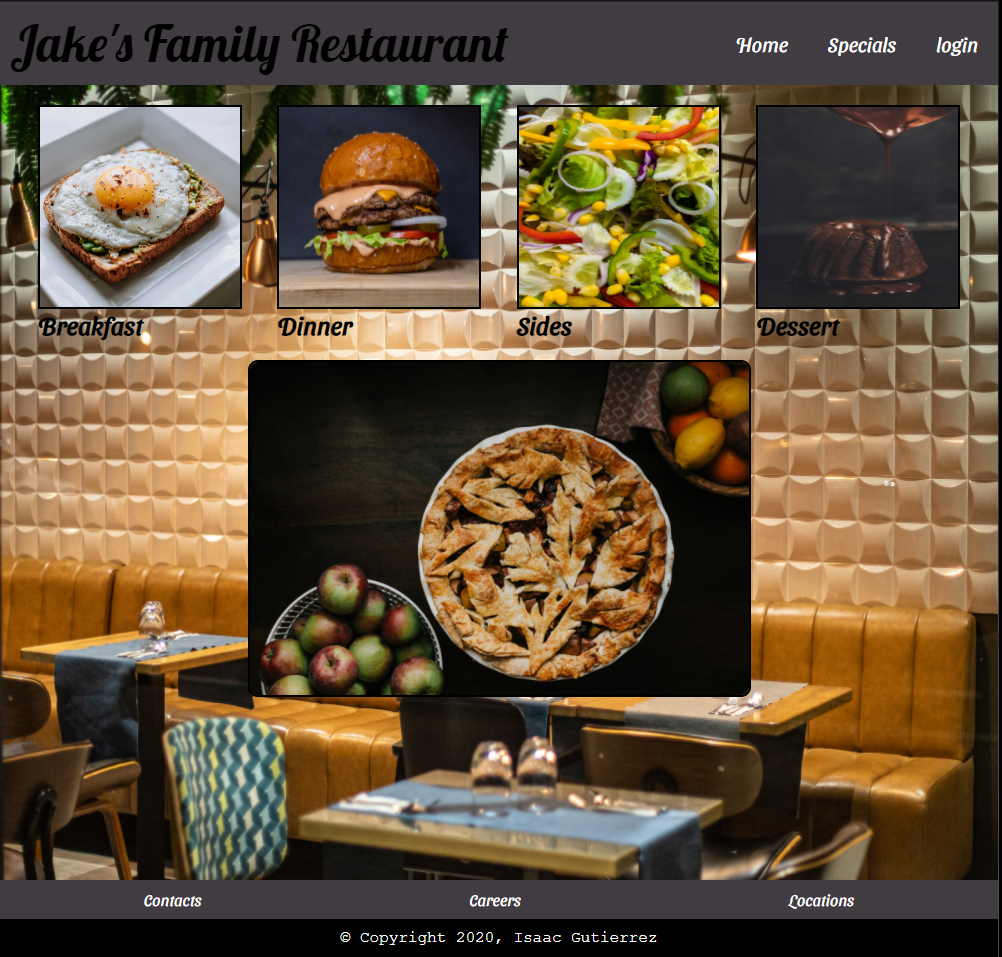 Jake's Family Restaurant
Home Specials login
Breakfast Dinner Sides Dessert
Contacts Careers Locations
© Copyright 2020, Isaac Gutierrez